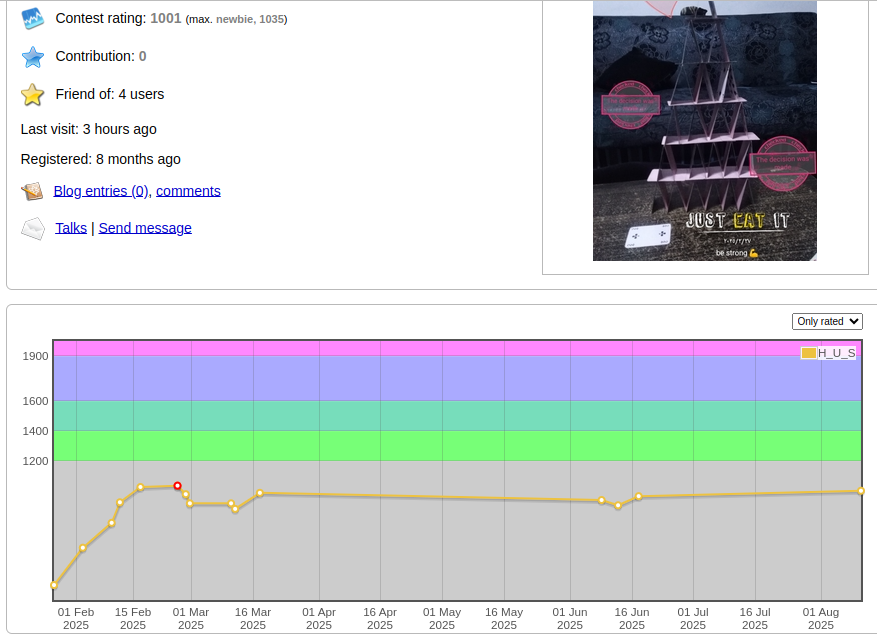 Contest rating: 1001 (max. newbie, 1035)
Contribution: 0
Friend of: 4 users
Last visit: 3 hours ago
Registered: 8 months ago
Blog entries (0), comments
Talks | Send message
The decision was
The decision was
JUST EAT IT
be strong 💪
Only rated
H_U_S
1900
1600
1400
1200
01 Feb 2025
15 Feb 2025
01 Mar 2025
16 Mar 2025
01 Apr 2025
16 Apr 2025
01 May 2025
16 May 2025
01 Jun 2025
16 Jun 2025
01 Jul 2025
16 Jul 2025
01 Aug 2025